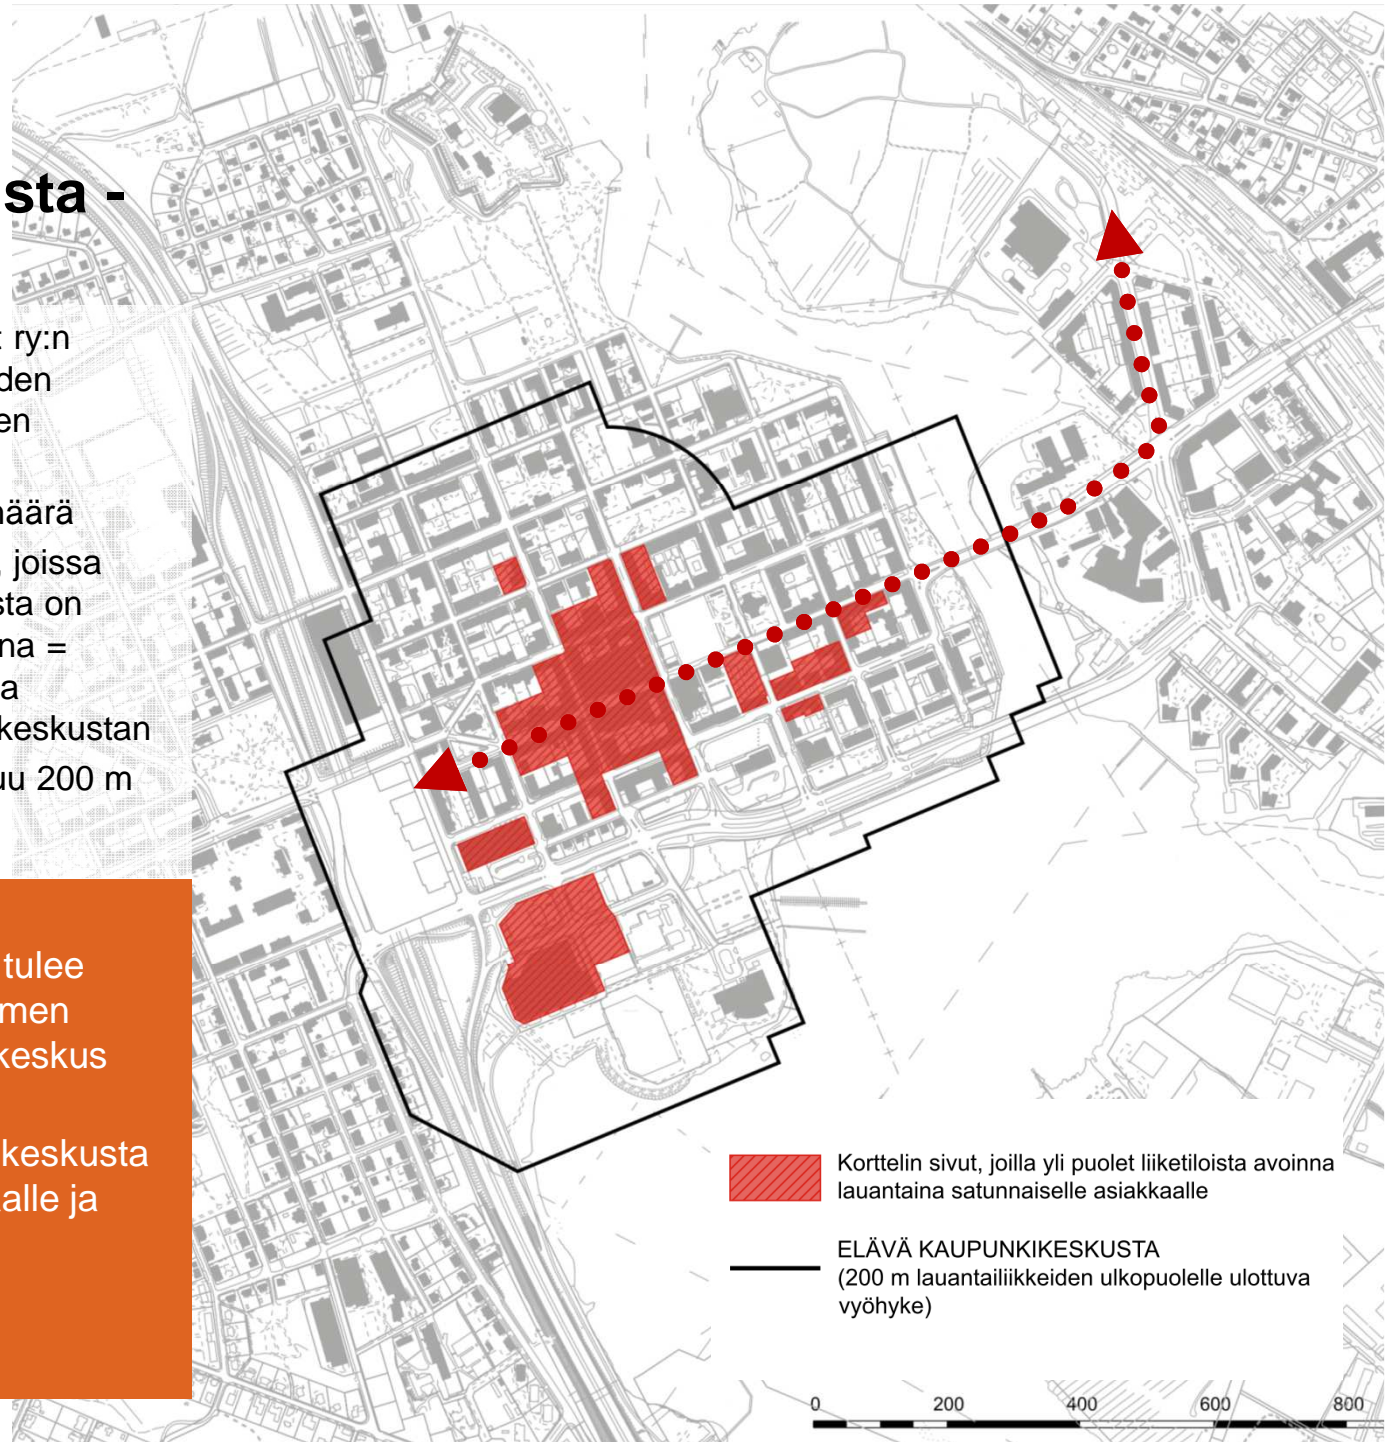 sta -
: ry:n
den
en
määrä
, joissa
sta on
na =
a
keskustan
uu 200 m
tulee
men
keskus
keskusta
alle ja
Korttelin sivut, joilla yli puolet liiketiloista avoinna
lauantaina satunnaiselle asiakkaalle
ELÄVÄ KAUPUNKIKESKUSTA
(200 m lauantailiikkeiden ulkopuolelle ulottuva
vyöhyke)
0 200 400 600 800